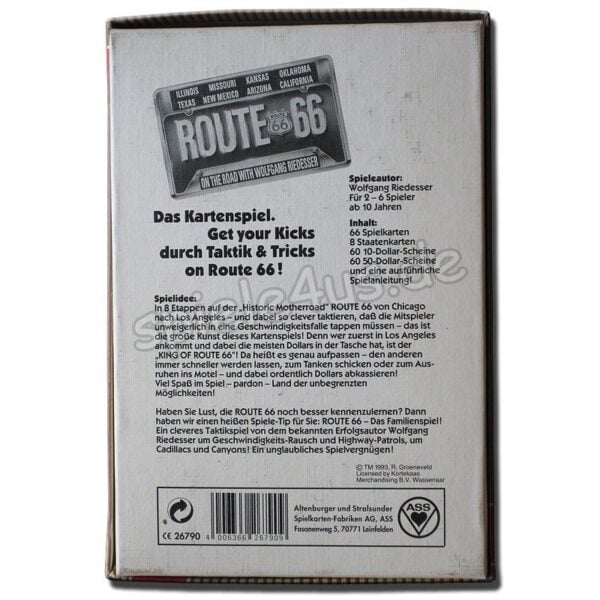 ILLINOIS MISSOURI KANSAS OKLAHOMA
TEXAS NEW MEXICO ARIZONA CALIFORNIA
ROUTE 66 66
ON THE ROAD WITH WOLFGANG RIEDESSER
Das Kartenspiel.
Get your Kicks
durch Taktik & Tricks
on Route 66!
Spieleautor:
Wolfgang Riedesser
Für 2 – 6 Spieler
ab 10 Jahren
Inhalt:
66 Spielkarten
8 Staatenkarten
60 10-Dollar-Scheine
60 50-Dollar-Scheine
und eine ausführliche
Spielanleitung!
spiele4us.de
Spielidee:
In 8 Etappen auf der „Historic Motherroad" ROUTE 66 von Chicago
nach Los Angeles – und dabei so clever taktieren, daß die Mitspieler
unweigerlich in die Geschwindigkeitsfalle tappen müssen – das ist
die große Kunst dieses Kartenspiels! Denn wer zuerst in Los Angeles
ankommt und dabei die meisten Dollars in der Tasche hat, ist der
„KING OF ROUTE 66"! Da heißt es genau aufpassen – den anderen
immer schneller werden lassen, zum Tanken schicken oder zum Aus-
ruhen ins Motel – und dabei ordentlich Dollars abkassieren!
Viel Spaß im Spiel – pardon – Land der unbegrenzten
Möglichkeiten!
Haben Sie Lust, die ROUTE 66 noch besser kennenzulernen? Dann
haben wir einen heißen Spiele-Tip für Sie: ROUTE 66 – Das Familienspiel!
Ein cleveres Taktikspiel von dem bekannten Erfolgsautor Wolfgang
Riedesser um Geschwindigkeits-Rausch und Highway-Patrols, um
Cadillacs und Canyons! Ein unglaubliches Spielvergnügen!
© TM 1993, R. Groeneveld
Licensed by Kortekaas
Merchandising B.V. Wassenaar
CE 26790
4 006366 267909
Altenburger und Stralsunder
Spielkarten-Fabriken AG, ASS
Fasanenweg 5, 70771 Leinfelden
ASS